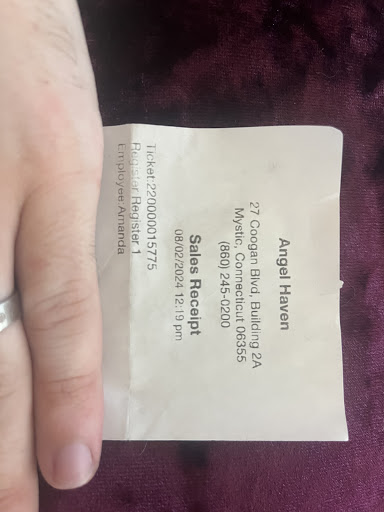 Angel Haven
27 Coogan Blvd, Building 2A
Mystic, Connecticut 06355
(860) 245-0200
Sales Receipt
08/02/2024 12:19 pm
Ticket:220000015775
Register:Register 1
Employee:Amanda